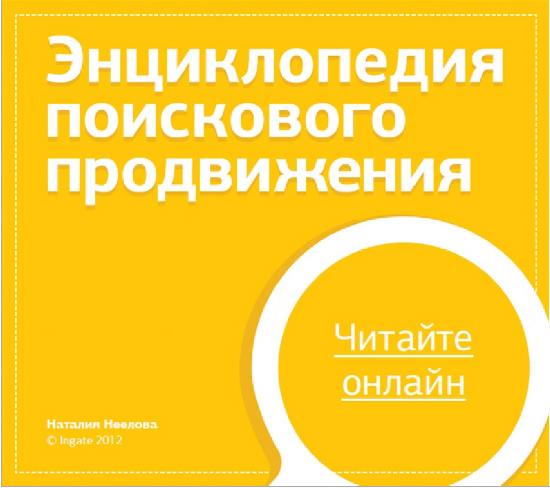 Энциклопедия
поискового
продвижения
Читайте
онлайн
Наталия Неелова
© Ingate 2012